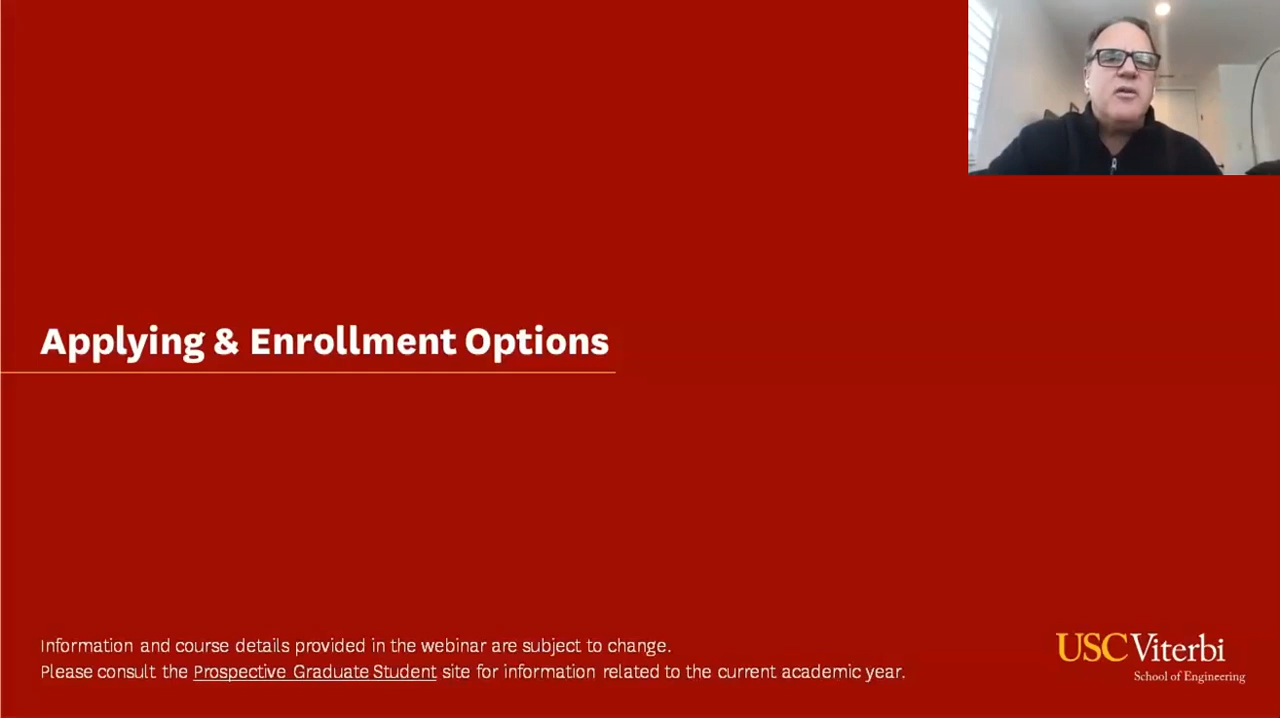 Applying & Enrollment Options
Information and course details provided in the webinar are subject to change.
Please consult the Prospective Graduate Student site for information related to the current academic year.
USC Viterbi
School of Engineering